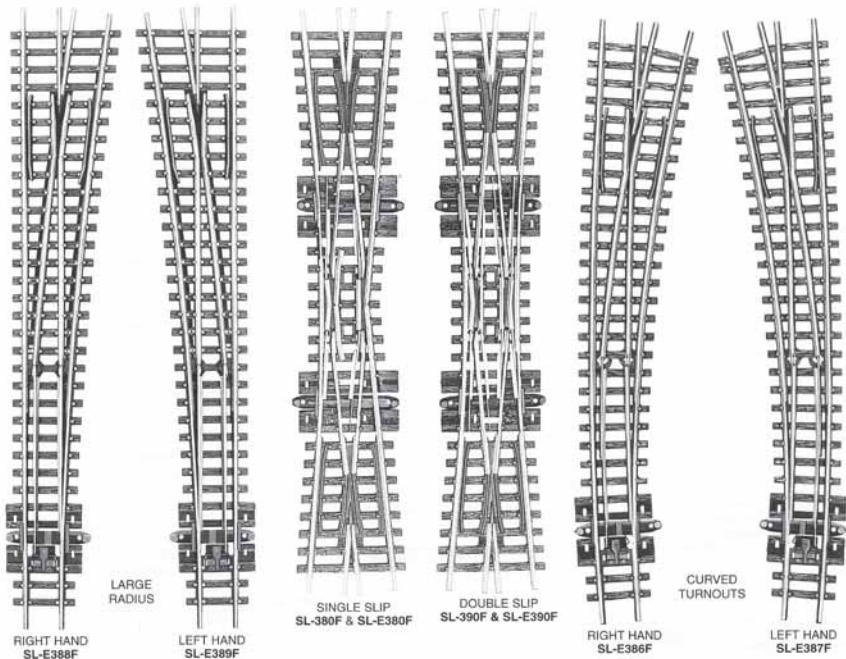 LARGE
RADIUS
RIGHT HAND
SL-E388F
LEFT HAND
SL-E389F
SINGLE SLIP
SL-380F & SL-E380F
DOUBLE SLIP
SL-390F & SL-E390F
CURVED
TURNOUTS
RIGHT HAND
SL-E386F
LEFT HAND
SL-E387F